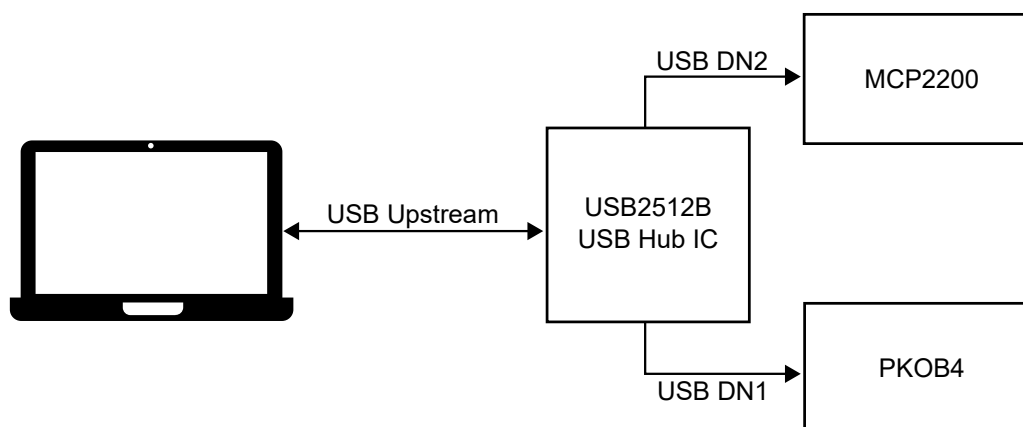 USB DN2
MCP2200
USB Upstream
USB2512B
USB Hub IC
PKOB4
USB DN1